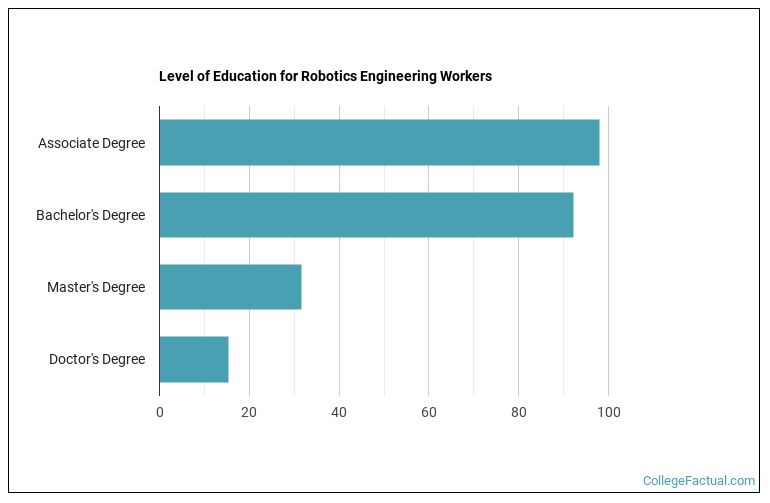 Level of Education for Robotics Engineering Workers
Associate Degree
Bachelor's Degree
Master's Degree
Doctor's Degree
0 20 40 60 80 100
CollegeFactual.com